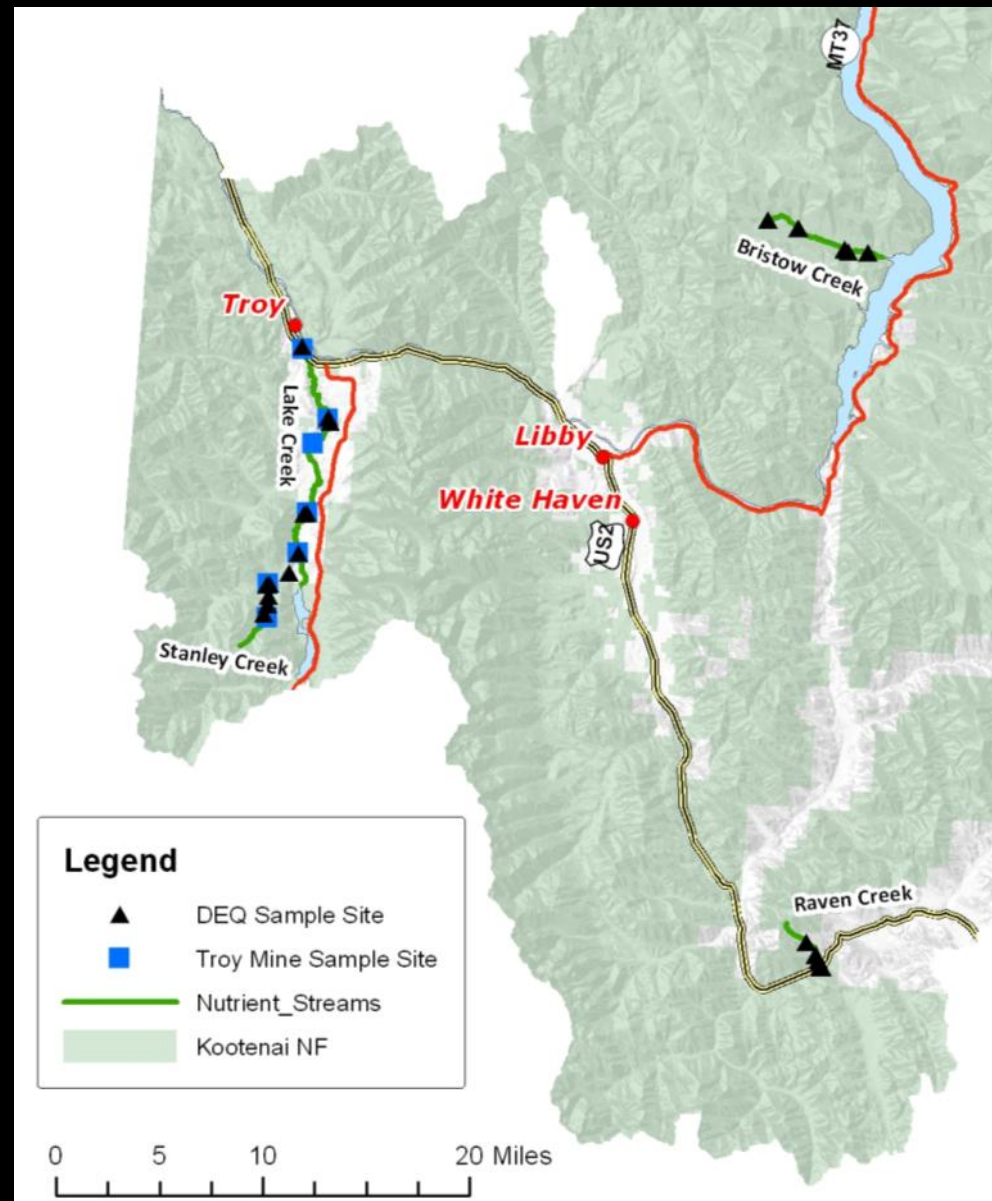 MT37
Bristow Creek
Troy
Lake Creek
Libby
White Haven
US2
Stanley Creek
Raven Creek
Legend
DEQ Sample Site
Troy Mine Sample Site
Nutrient_Streams
Kootenai NF
0 5 10 20 Miles